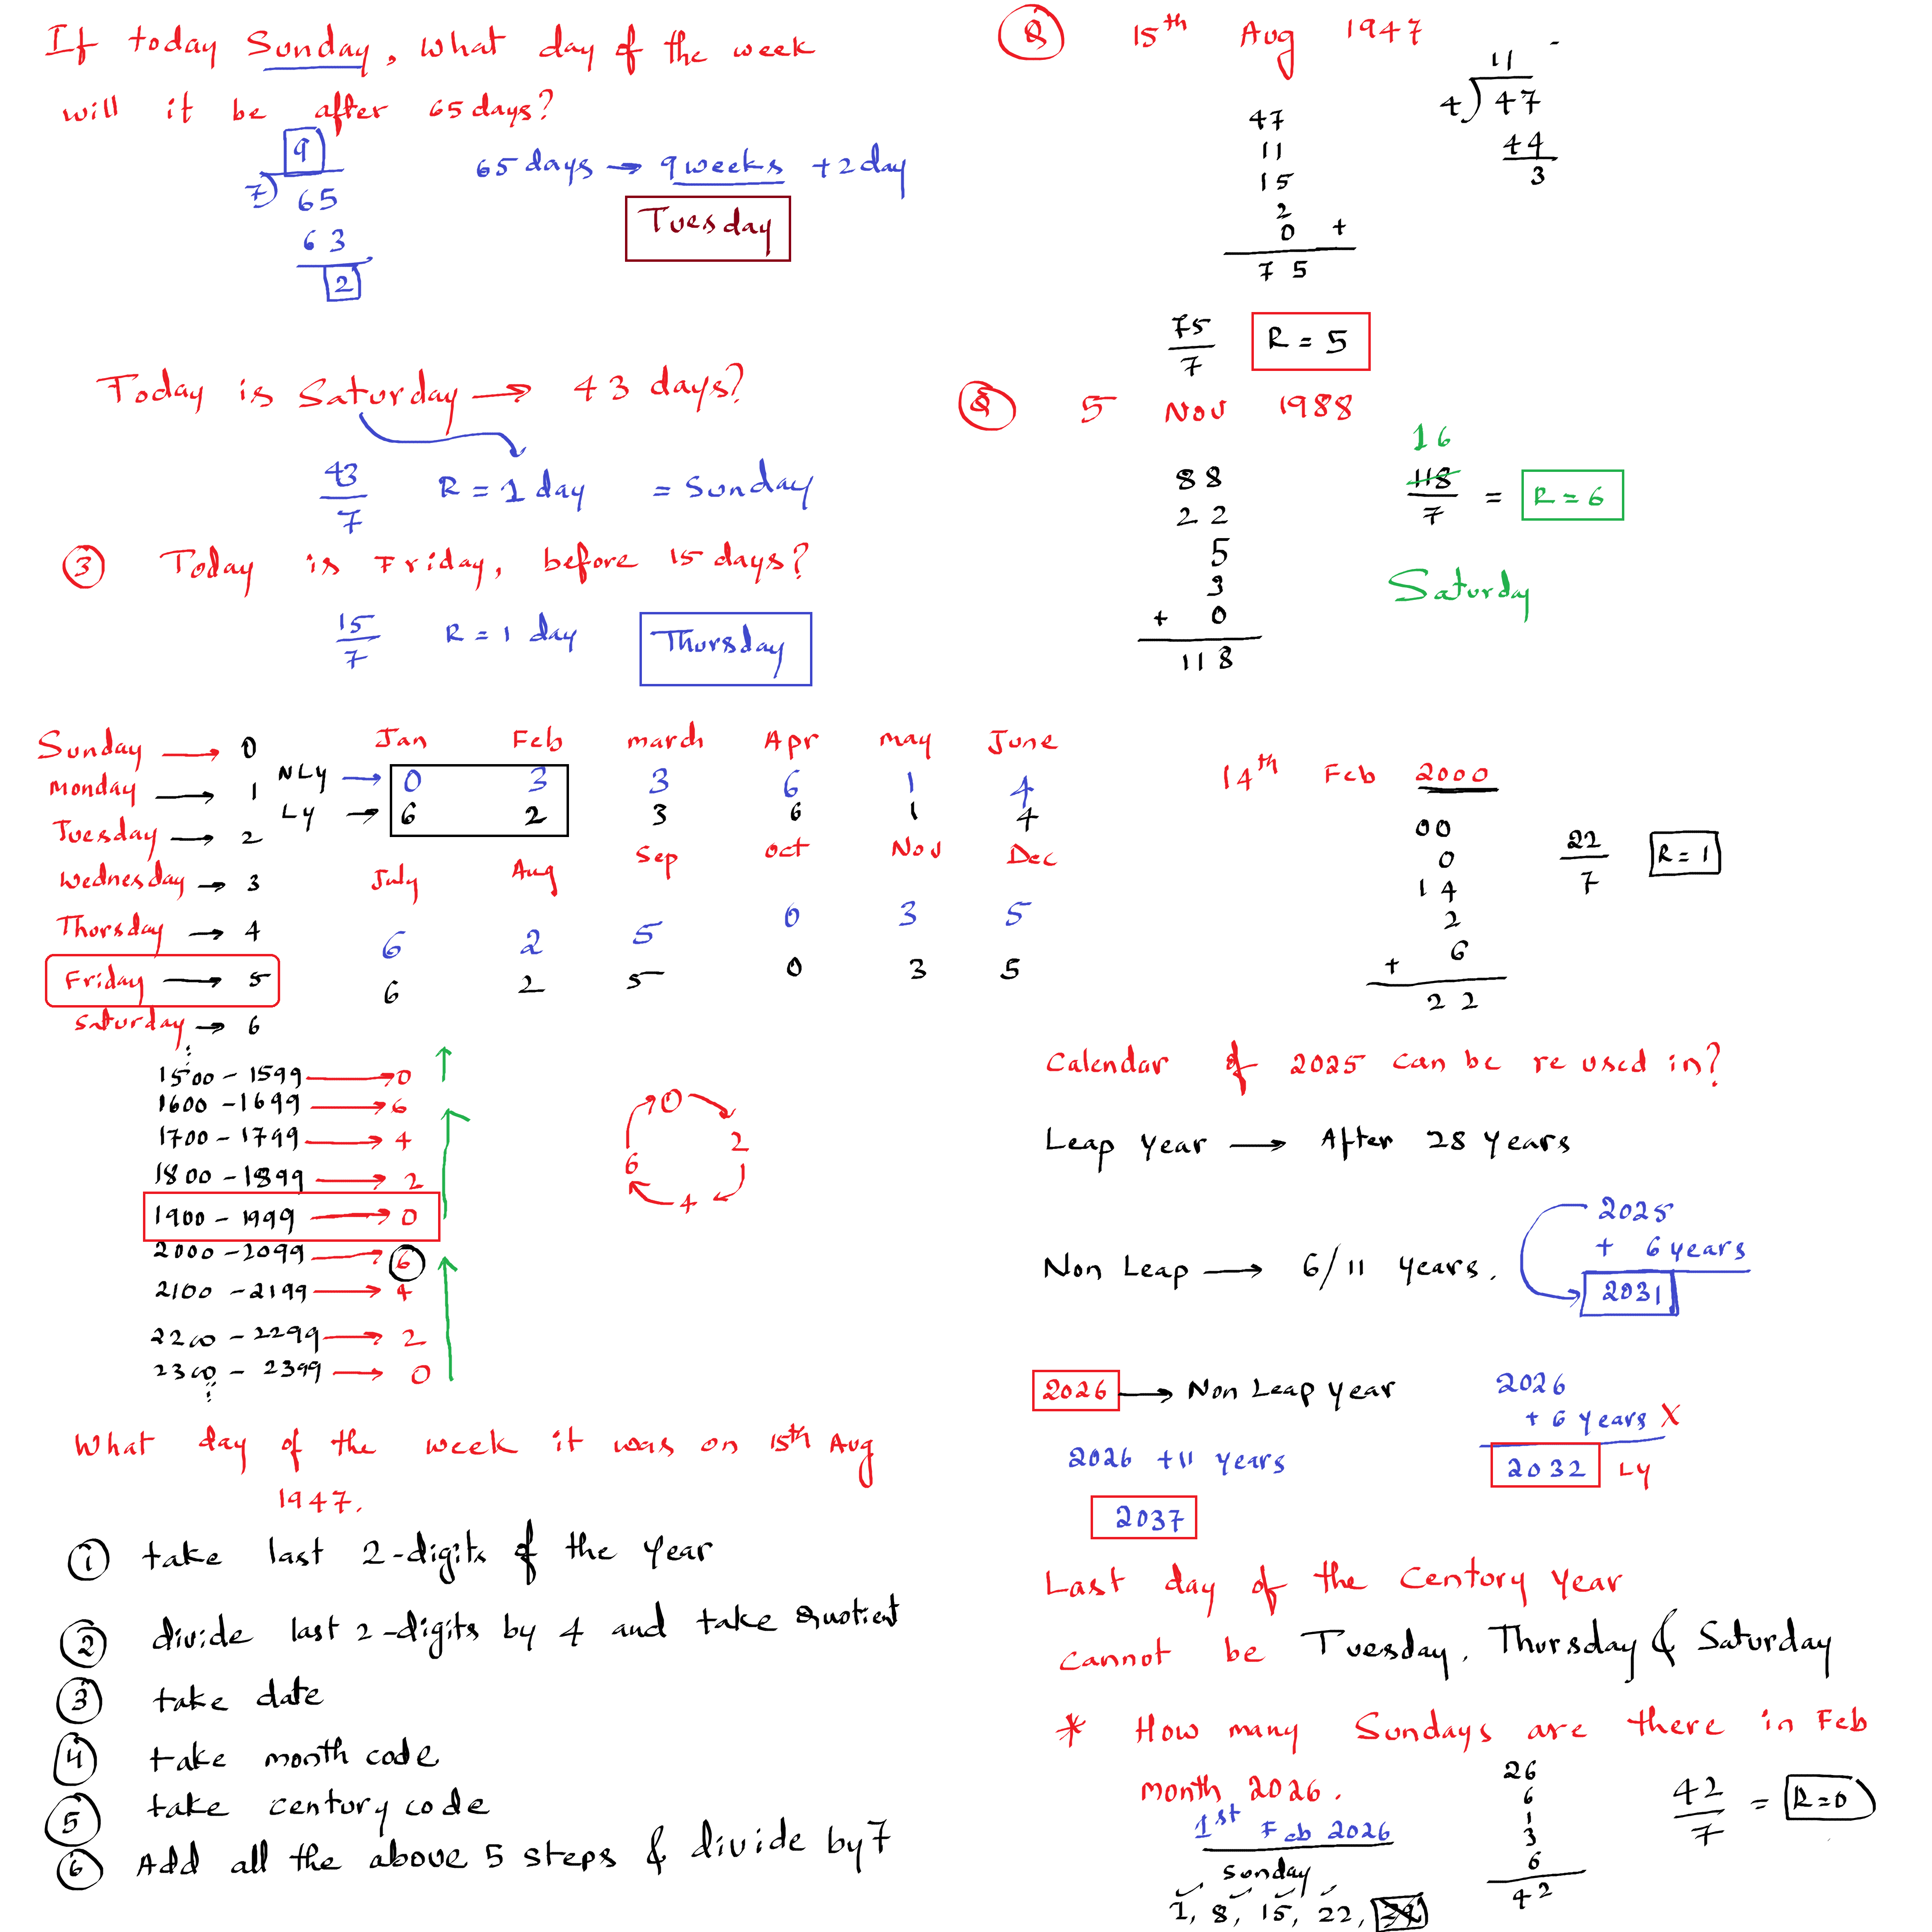 If today Sunday, what day of the week
will it be after 65 days?
9
7) 65
63
2
65 days → 9 weeks + 2 day
Tuesday
Today is Saturday → 43 days?
43/7 R = 1 day = Sunday
③ Today is Friday, before 15 days?
15/7 R = 1 day Thursday
Sunday → 0
Monday → 1
Tuesday → 2
Wednesday → 3
Thursday → 4
Friday → 5
Saturday → 6
Jan Feb march Apr may June
NLy → 0 3 3 6 1 4
Ly → 6 2 3 6 1 4
July Aug Sep oct Nov Dec
6 2 5 0 3 5
6 2 5 0 3 5
1500 - 1599 → 0
1600 - 1699 → 6
1700 - 1799 → 4
1800 - 1899 → 2
1900 - 1999 → 0
2000 - 2099 → 6
2100 - 2199 → 4
2200 - 2299 → 2
2300 - 2399 → 0
0 → 2
6 4
What day of the week it was on 15th Aug
1947.
① take last 2-digits of the year
② divide last 2-digits by 4 and take Quotient
③ take date
④ take month code
⑤ take century code
⑥ Add all the above 5 steps & divide by 7
Q 15th Aug 1947
47
11
15
2
0 +
75
11
4) 47
44
3
75/7 R = 5
Q 5 Nov 1988
88
22
5
3
+ 0
118
16
118/7 = R = 6
Saturday
14th Feb 2000
00
0
14
2
+ 6
22
22/7 R = 1
Calendar of 2025 can be re used in?
Leap year → After 28 years
Non Leap → 6/11 years.
2025
+ 6 years
2031
2026 → Non Leap year
2026 + 11 years
2037
2026
+ 6 years X
2032 Ly
Last day of the century year
cannot be Tuesday, Thursday & Saturday
* How many Sundays are there in Feb
month 2026.
1st Feb 2026
Sunday
1, 8, 15, 22,
26
6
1
3
6
42
42/7 = R=0